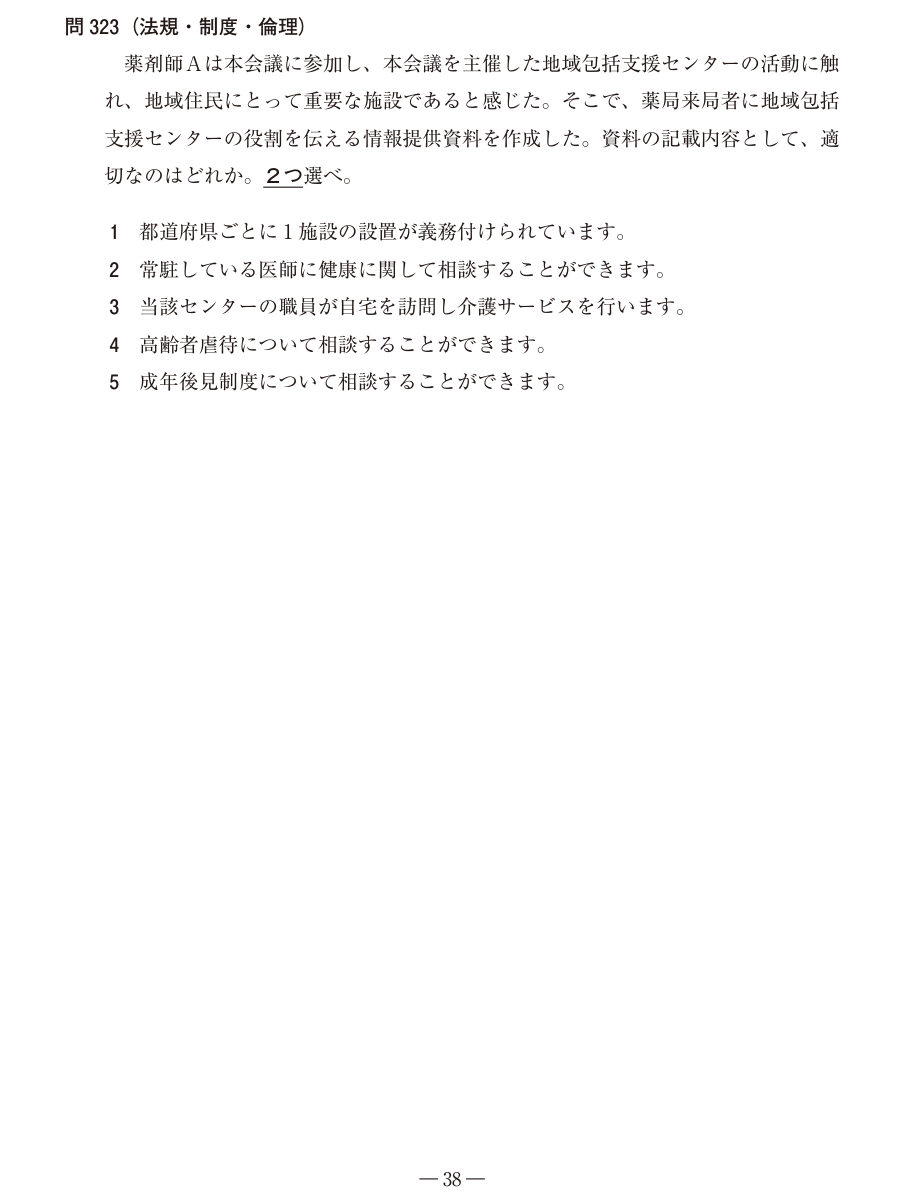 問 323（法規・制度・倫理）
薬剤師Ａは本会議に参加し、本会議を主催した地域包括支援センターの活動に触
れ、地域住民にとって重要な施設であると感じた。そこで、薬局来局者に地域包括
支援センターの役割を伝える情報提供資料を作成した。資料の記載内容として、適
切なのはどれか。２つ選べ。
1 都道府県ごとに１施設の設置が義務付けられています。
2 常駐している医師に健康に関して相談することができます。
3 当該センターの職員が自宅を訪問し介護サービスを行います。
4 高齢者虐待について相談することができます。
5 成年後見制度について相談することができます。
― 38 ―